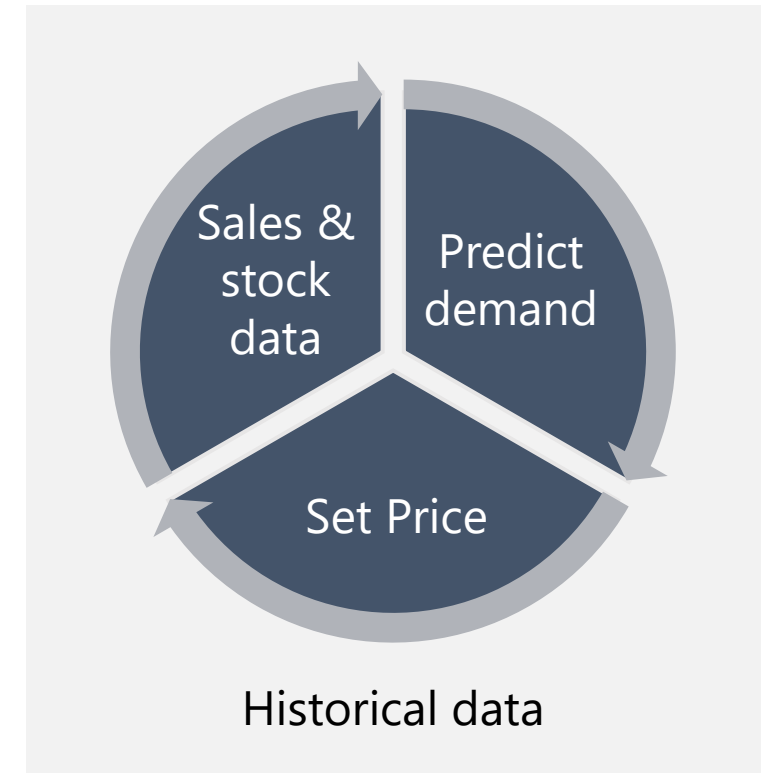 Sales &
stock
data
Predict
demand
Set Price
Historical data